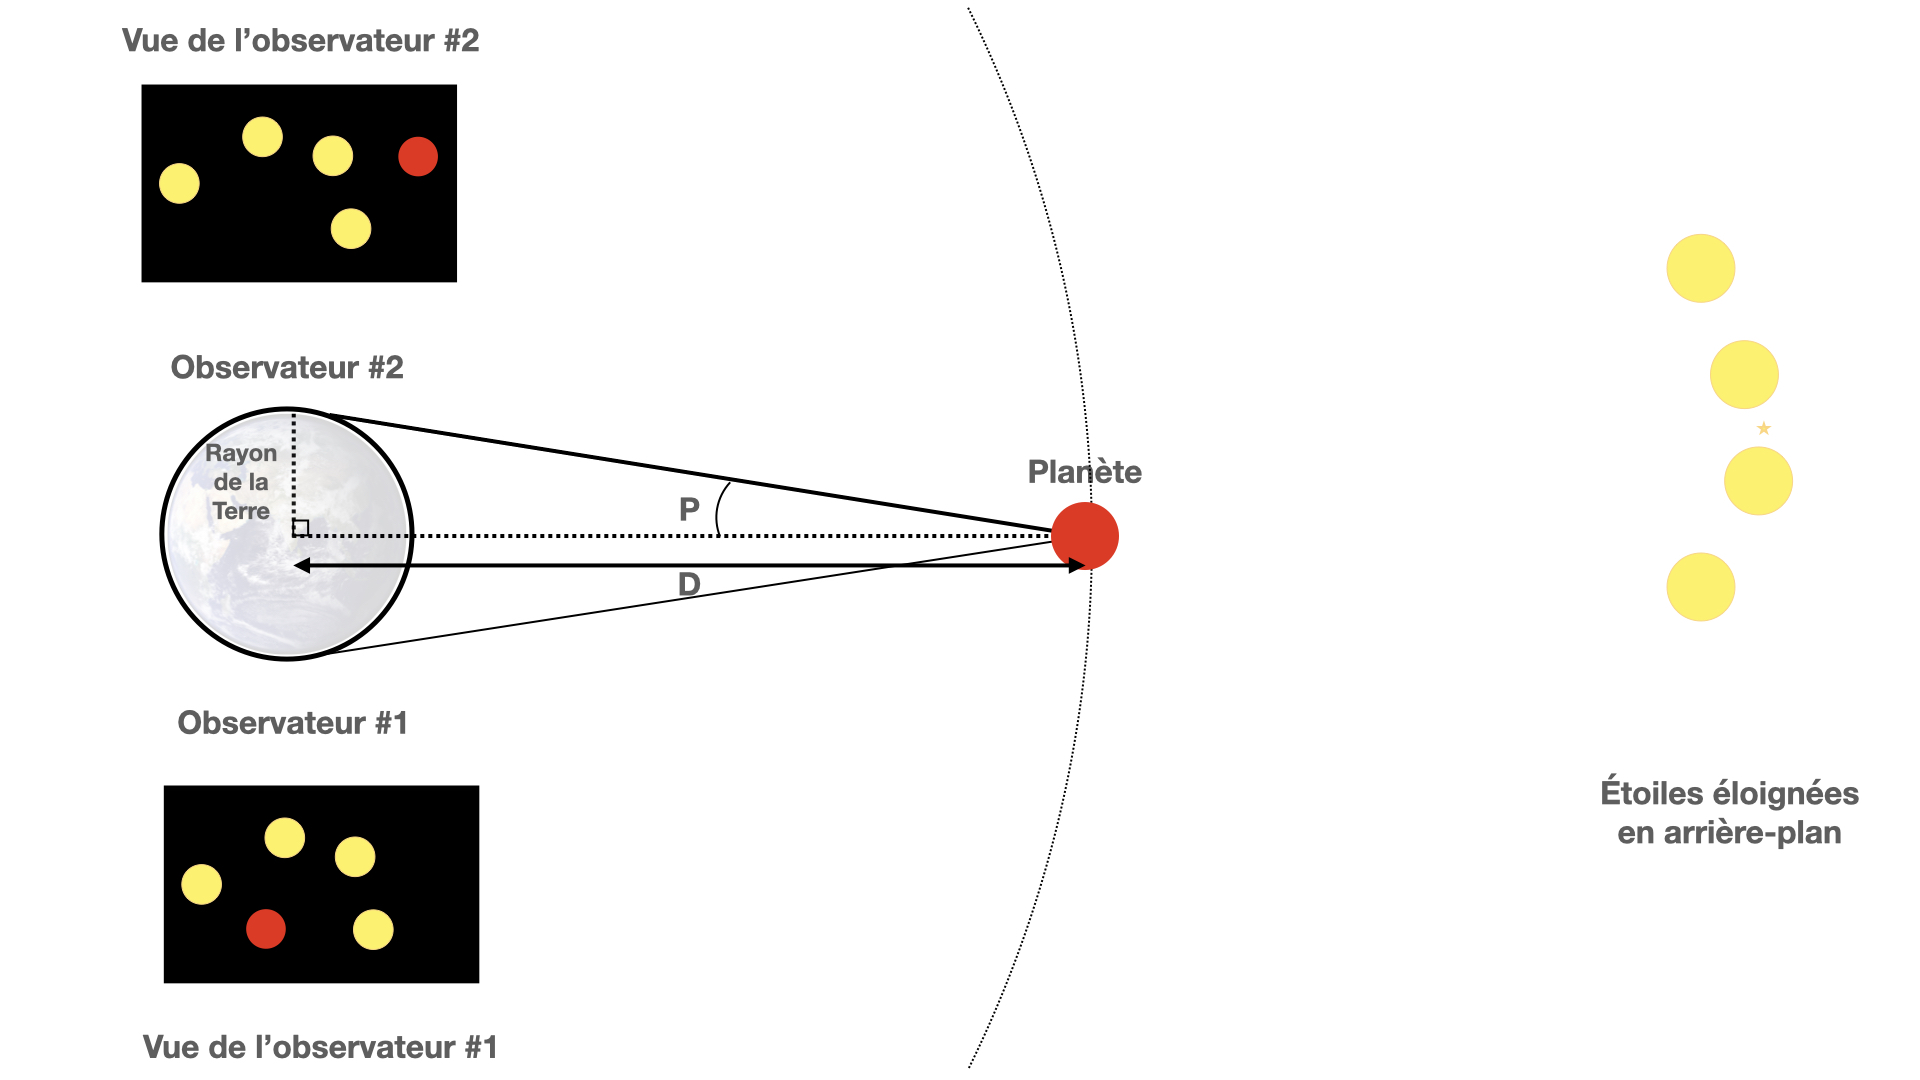 Vue de l’observateur #2
Observateur #2
Rayon
de la
Terre
P
Planète
D
Observateur #1
Étoiles éloignées
en arrière-plan
Vue de l’observateur #1